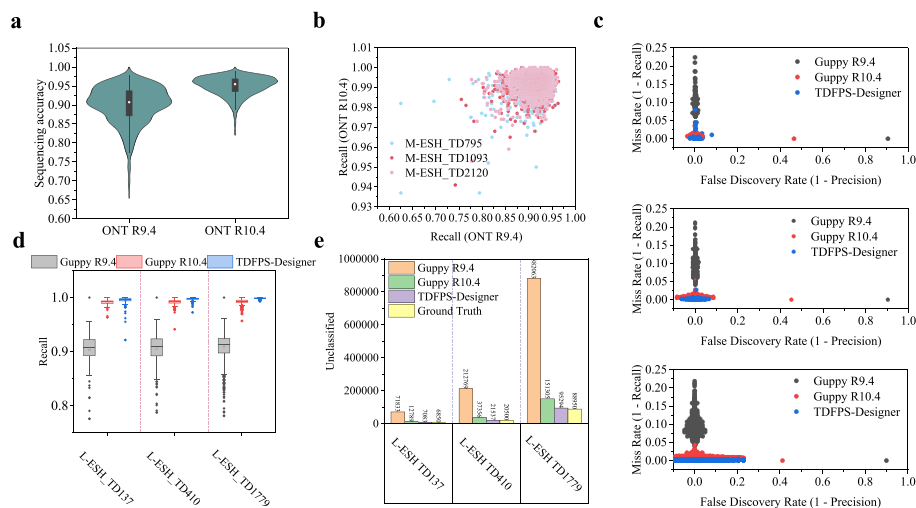 a
1.05
1.00
0.95
0.90
0.85
0.80
0.75
0.70
0.65
0.60
Sequencing accuracy
ONT R9.4
ONT R10.4
b
1.00
0.99
0.98
0.97
0.96
0.95
0.94
0.93
Recall (ONT R10.4)
M-ESH_TD795
M-ESH_TD1093
M-ESH_TD2120
0.60 0.65 0.70 0.75 0.80 0.85 0.90 0.95 1.00
Recall (ONT R9.4)
c
0.25
0.20
0.15
0.10
0.05
0.00
Miss Rate (1 - Recall)
Guppy R9.4
Guppy R10.4
TDFPS-Designer
0.0 0.2 0.4 0.6 0.8 1.0
False Discovery Rate (1 - Precision)
0.25
0.20
0.15
0.10
0.05
0.00
Miss Rate (1 - Recall)
Guppy R9.4
Guppy R10.4
TDFPS-Designer
0.0 0.2 0.4 0.6 0.8 1.0
False Discovery Rate (1 - Precision)
0.25
0.20
0.15
0.10
0.05
0.00
Miss Rate (1 - Recall)
Guppy R9.4
Guppy R10.4
TDFPS-Designer
0.0 0.2 0.4 0.6 0.8 1.0
False Discovery Rate (1 - Precision)
d
Guppy R9.4 Guppy R10.4 TDFPS-Designer
1.0
0.9
0.8
Recall
L-ESH_TD137
L-ESH_TD410
L-ESH_TD1779
e
1000000
800000
600000
400000
200000
0
Unclassified
Guppy R9.4
Guppy R10.4
TDFPS-Designer
Ground Truth
L-ESH TD137
L-ESH TD410
L-ESH TD1779